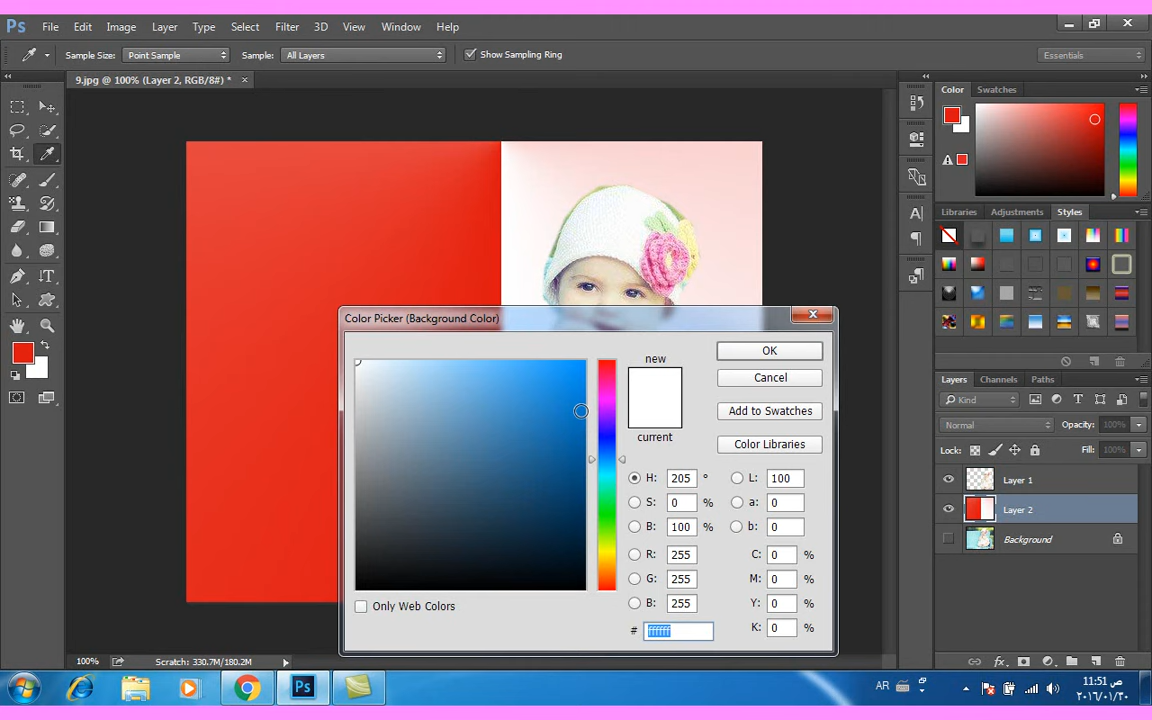 Ps File Edit Image Layer Type Select Filter 3D View Window Help
Sample Size: Point Sample Sample: All Layers Show Sampling Ring Essentials
9.jpg @ 100% (Layer 2, RGB/8#) * ×
Color Swatches
Libraries Adjustments Styles
Color Picker (Background Color)
new
OK
Cancel
current
Add to Swatches
Color Libraries
H: 205 ° L: 100
S: 0 % a: 0
B: 100 % b: 0
R: 255 C: 0 %
G: 255 M: 0 %
B: 255 Y: 0 %
# ffffff K: 0 %
Only Web Colors
Layers Channels Paths
Kind
Normal Opacity: 100%
Lock: Fill: 100%
Layer 1
Layer 2
Background
100% Scratch: 330.7M/180.2M
Ps AR 11:51 ص
٢٠١٦/٠١/٣٠